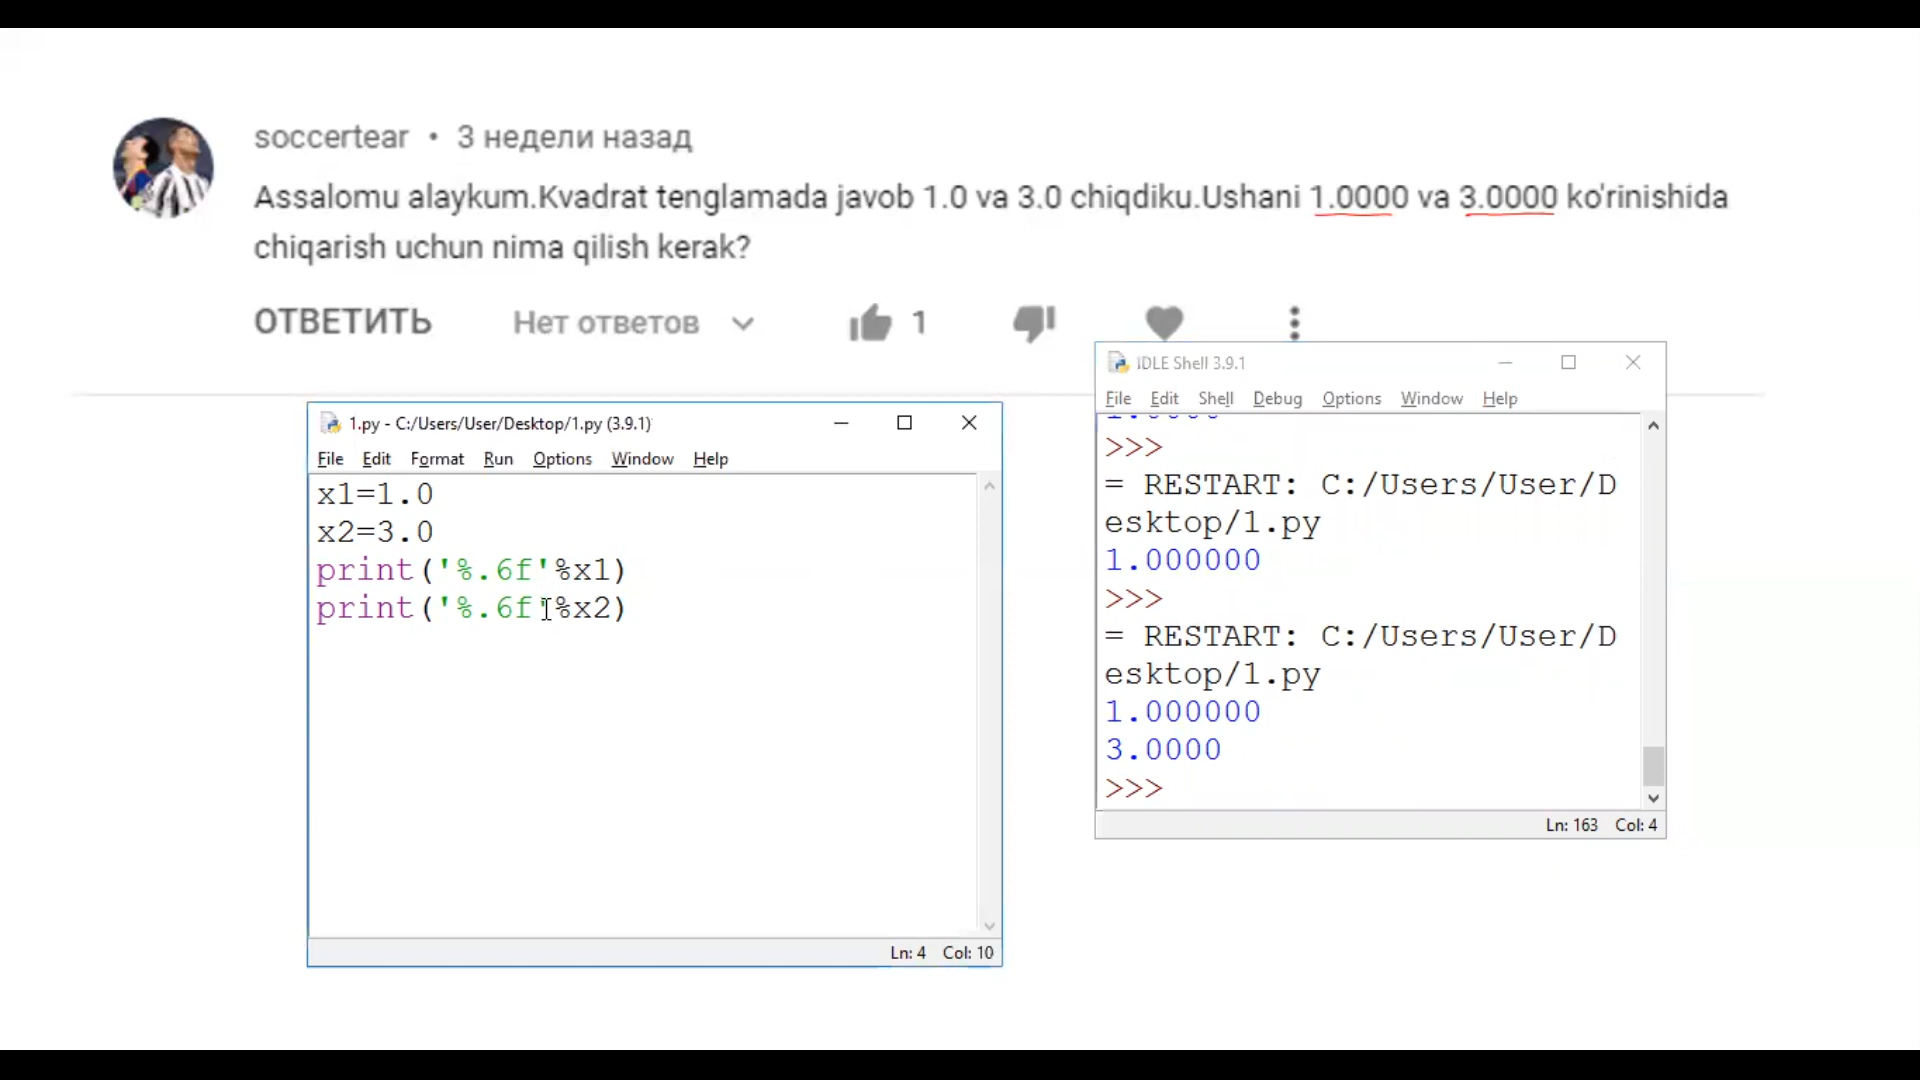 soccertear • 3 недели назад
Assalomu alaykum.Kvadrat tenglamada javob 1.0 va 3.0 chiqdiku.Ushani 1.0000 va 3.0000 ko'rinishida
chiqarish uchun nima qilish kerak?
ОТВЕТИТЬ Нет ответов 1
1.py - C:/Users/User/Desktop/1.py (3.9.1)
File Edit Format Run Options Window Help
x1=1.0
x2=3.0
print('%.6f'%x1)
print('%.6f'%x2)
Ln: 4 Col: 10
IDLE Shell 3.9.1
File Edit Shell Debug Options Window Help
>>>
= RESTART: C:/Users/User/D
esktop/1.py
1.000000
>>>
= RESTART: C:/Users/User/D
esktop/1.py
1.000000
3.0000
>>>
Ln: 163 Col: 4